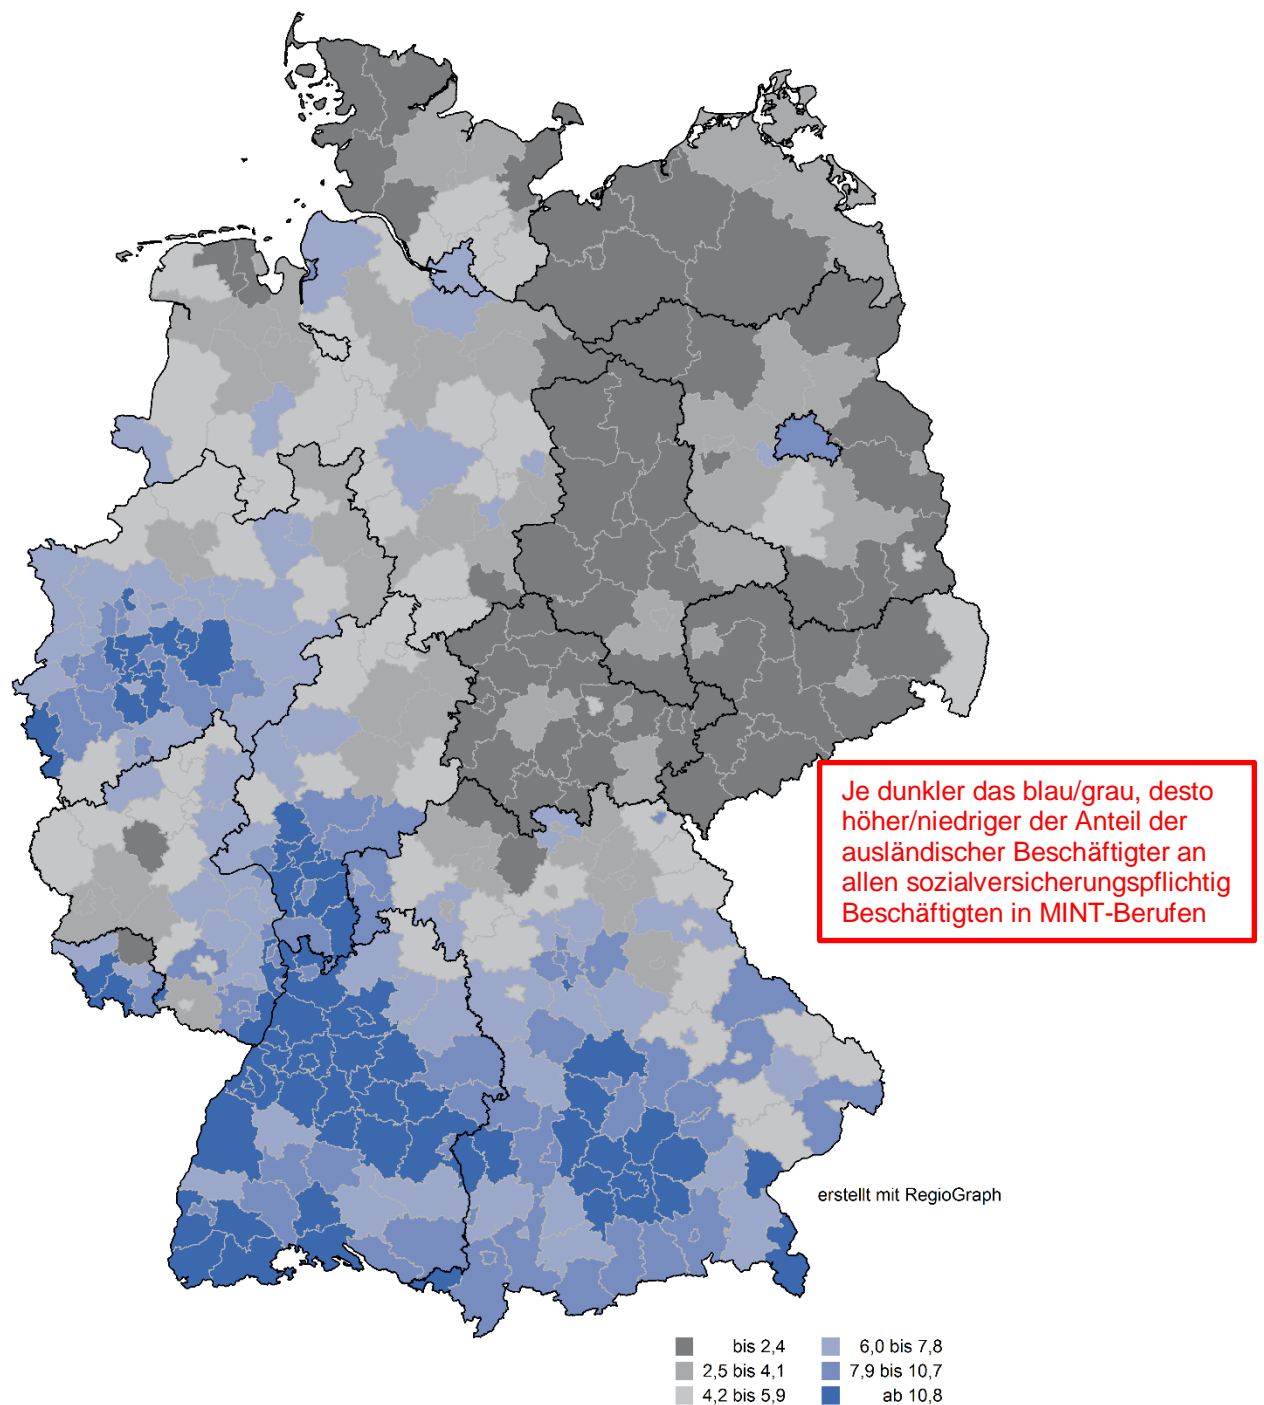 Je dunkler das blau/grau, desto
höher/niedriger der Anteil der
ausländischer Beschäftigter an
allen sozialversicherungspflichtig
Beschäftigten in MINT-Berufen
erstellt mit RegioGraph
bis 2,4
2,5 bis 4,1
4,2 bis 5,9
6,0 bis 7,8
7,9 bis 10,7
ab 10,8